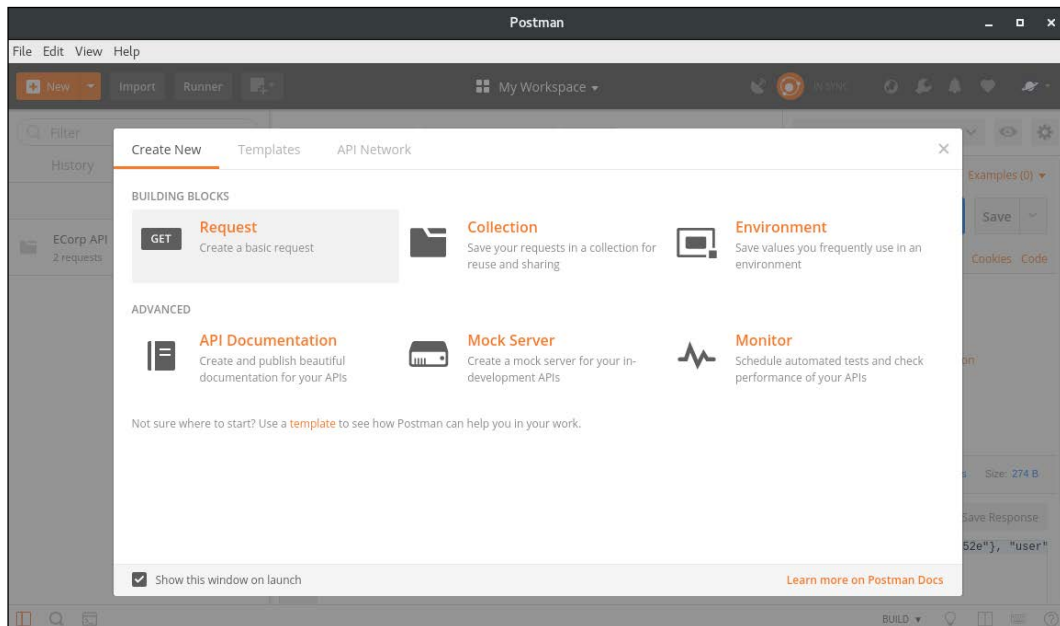 Postman
File Edit View Help
New Import Runner My Workspace IN SYNC
Filter
History
Create New Templates API Network
Examples (0)
BUILDING BLOCKS
Save
GET
Request
Create a basic request
Collection
Save your requests in a collection for
reuse and sharing
Environment
Save values you frequently use in an
environment
ECorp API
2 requests
Cookies Code
ADVANCED
API Documentation
Create and publish beautiful
documentation for your APIs
Mock Server
Create a mock server for your in-
development APIs
Monitor
Schedule automated tests and check
performance of your APIs
on
Not sure where to start? Use a template to see how Postman can help you in your work.
s Size: 274 B
Save Response
52e"}, "user"
Show this window on launch
Learn more on Postman Docs
BUILD